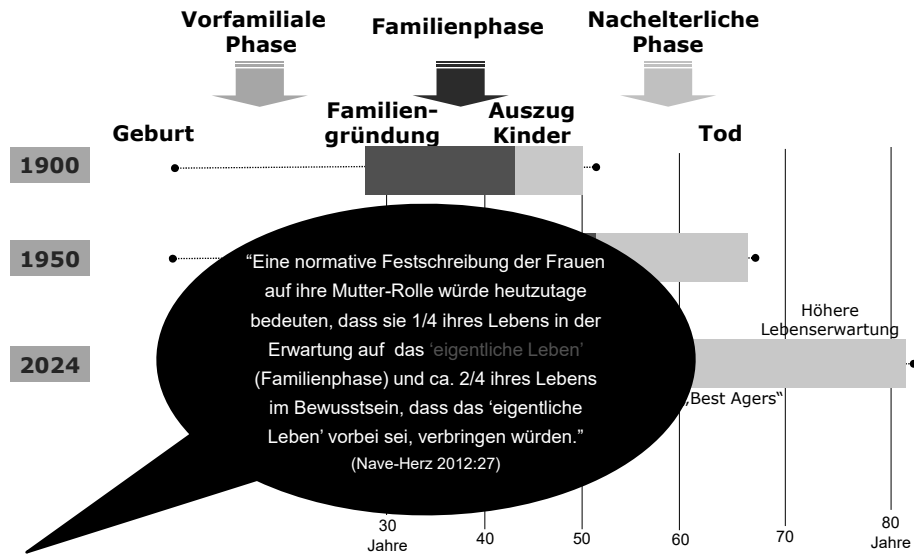 Vorfamiliale
Phase
Familienphase
Nachelterliche
Phase
Geburt
Familien-
gründung
Auszug
Kinder
Tod
1900
1950
2024
“Eine normative Festschreibung der Frauen
auf ihre Mutter-Rolle würde heutzutage
bedeuten, dass sie 1/4 ihres Lebens in der
Erwartung auf das ‘eigentliche Leben’
(Familienphase) und ca. 2/4 ihres Lebens
im Bewusstsein, dass das ‘eigentliche
Leben’ vorbei sei, verbringen würden.”
(Nave-Herz 2012:27)
Höhere
Lebenserwartung
„Best Agers“
30
Jahre
40
50
60
70
80
Jahre